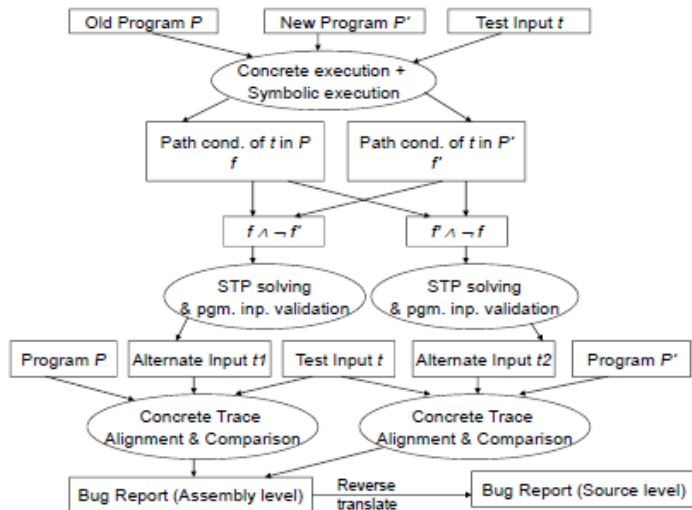 Old Program P
New Program P'
Test Input t
Concrete execution +
Symbolic execution
Path cond. of t in P
f
Path cond. of t in P'
f'
f ∧ ¬ f'
f' ∧ ¬ f
STP solving
& pgm. inp. validation
STP solving
& pgm. inp. validation
Program P
Alternate Input t1
Test Input t
Alternate Input t2
Program P'
Concrete Trace
Alignment & Comparison
Concrete Trace
Alignment & Comparison
Bug Report (Assembly level)
Reverse
translate
Bug Report (Source level)